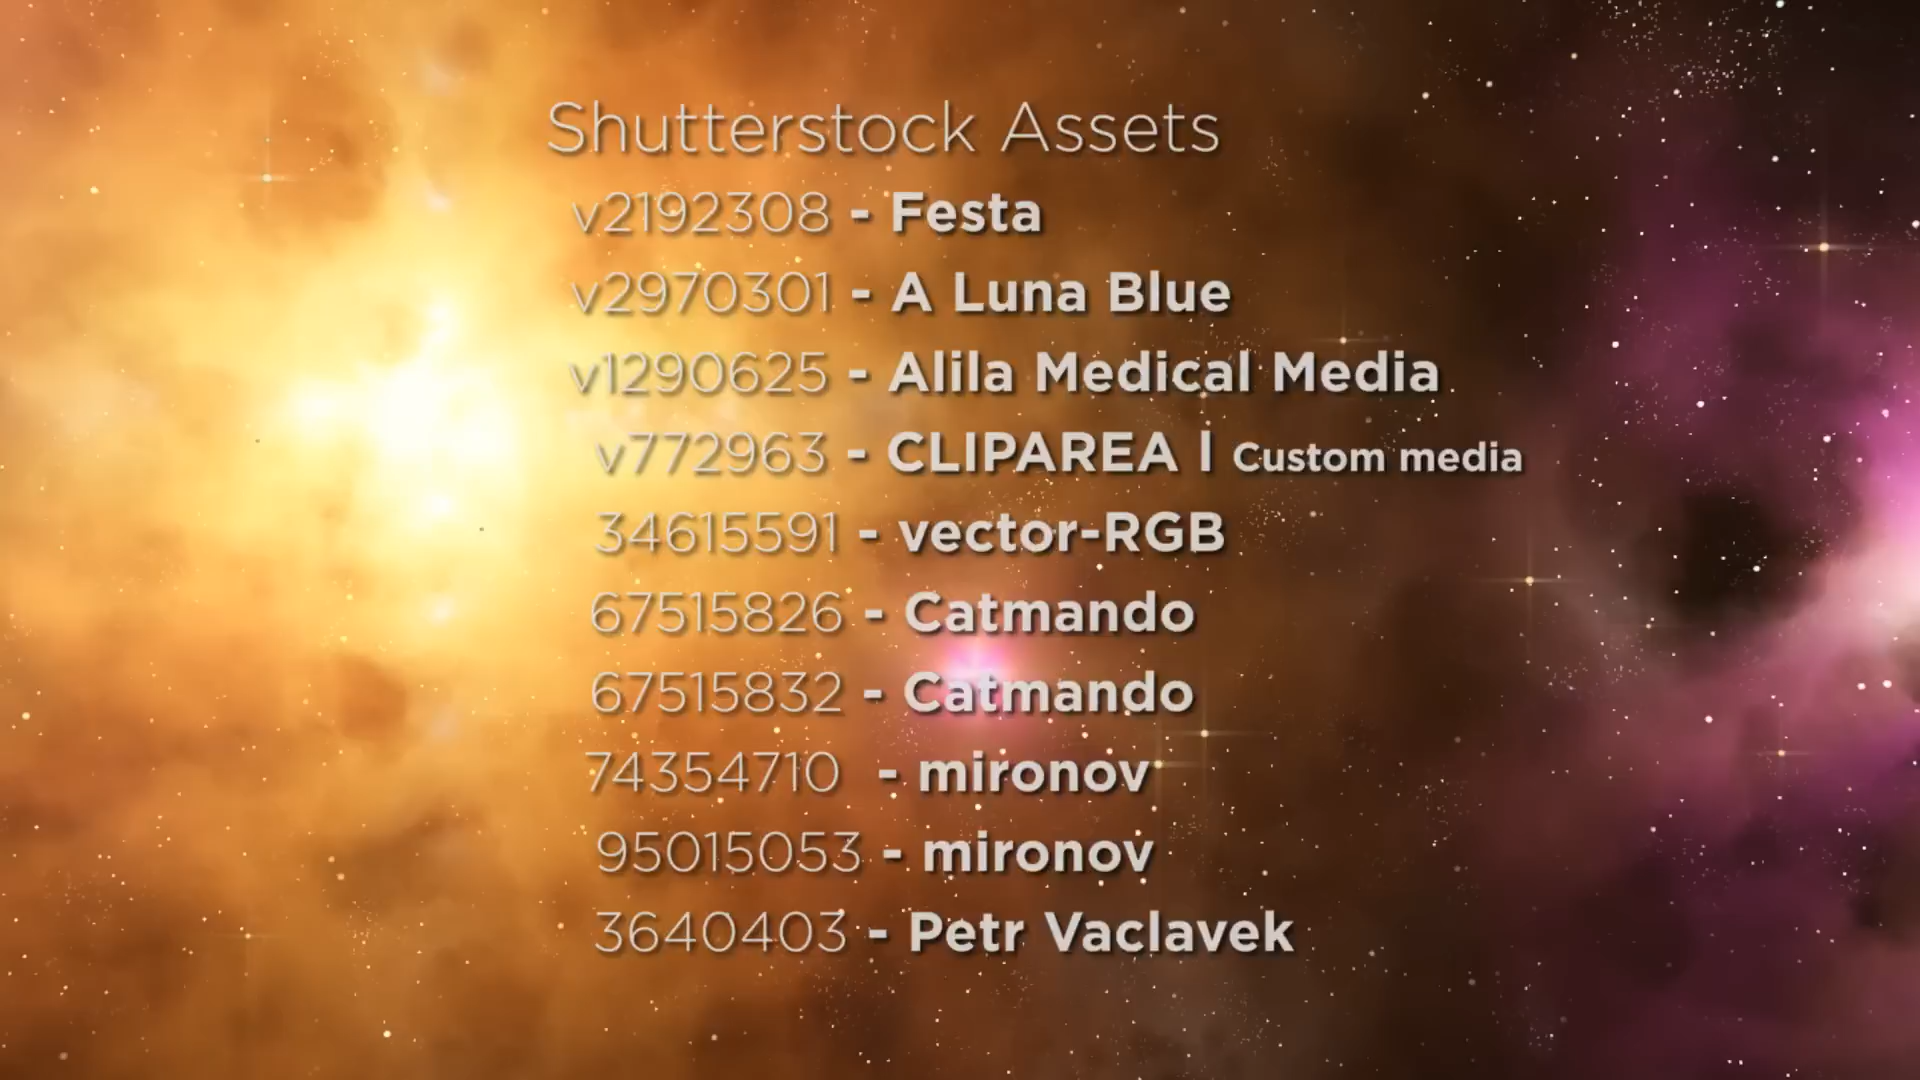 Shutterstock Assets
v2192308 - Festa
v2970301 - A Luna Blue
v1290625 - Alila Medical Media
v772963 - CLIPAREA l Custom media
34615591 - vector-RGB
67515826 - Catmando
67515832 - Catmando
74354710 - mironov
95015053 - mironov
3640403 - Petr Vaclavek